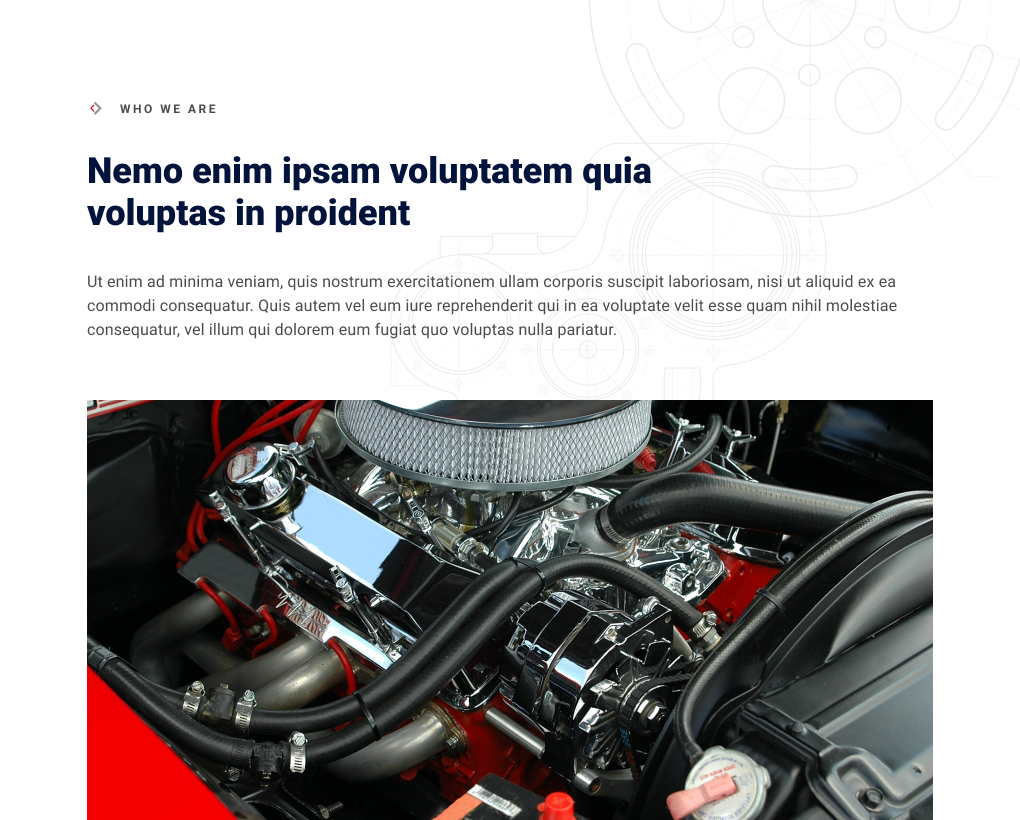 WHO WE ARE
Nemo enim ipsam voluptatem quia
voluptas in proident
Ut enim ad minima veniam, quis nostrum exercitationem ullam corporis suscipit laboriosam, nisi ut aliquid ex ea
commodi consequatur. Quis autem vel eum iure reprehenderit qui in ea voluptate velit esse quam nihil molestiae
consequatur, vel illum qui dolorem eum fugiat quo voluptas nulla pariatur.